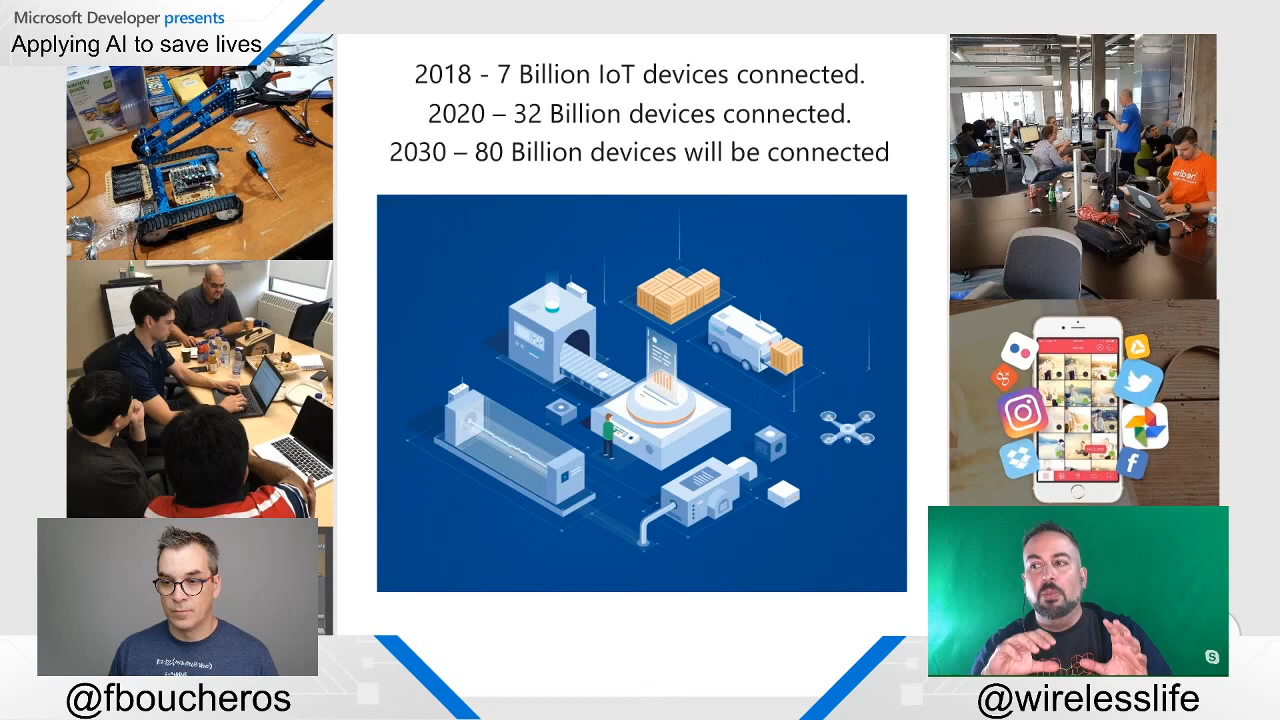 Microsoft Developer presents
Applying AI to save lives
2018 - 7 Billion IoT devices connected.
2020 – 32 Billion devices connected.
2030 – 80 Billion devices will be connected
@fboucheros
@wirelesslife